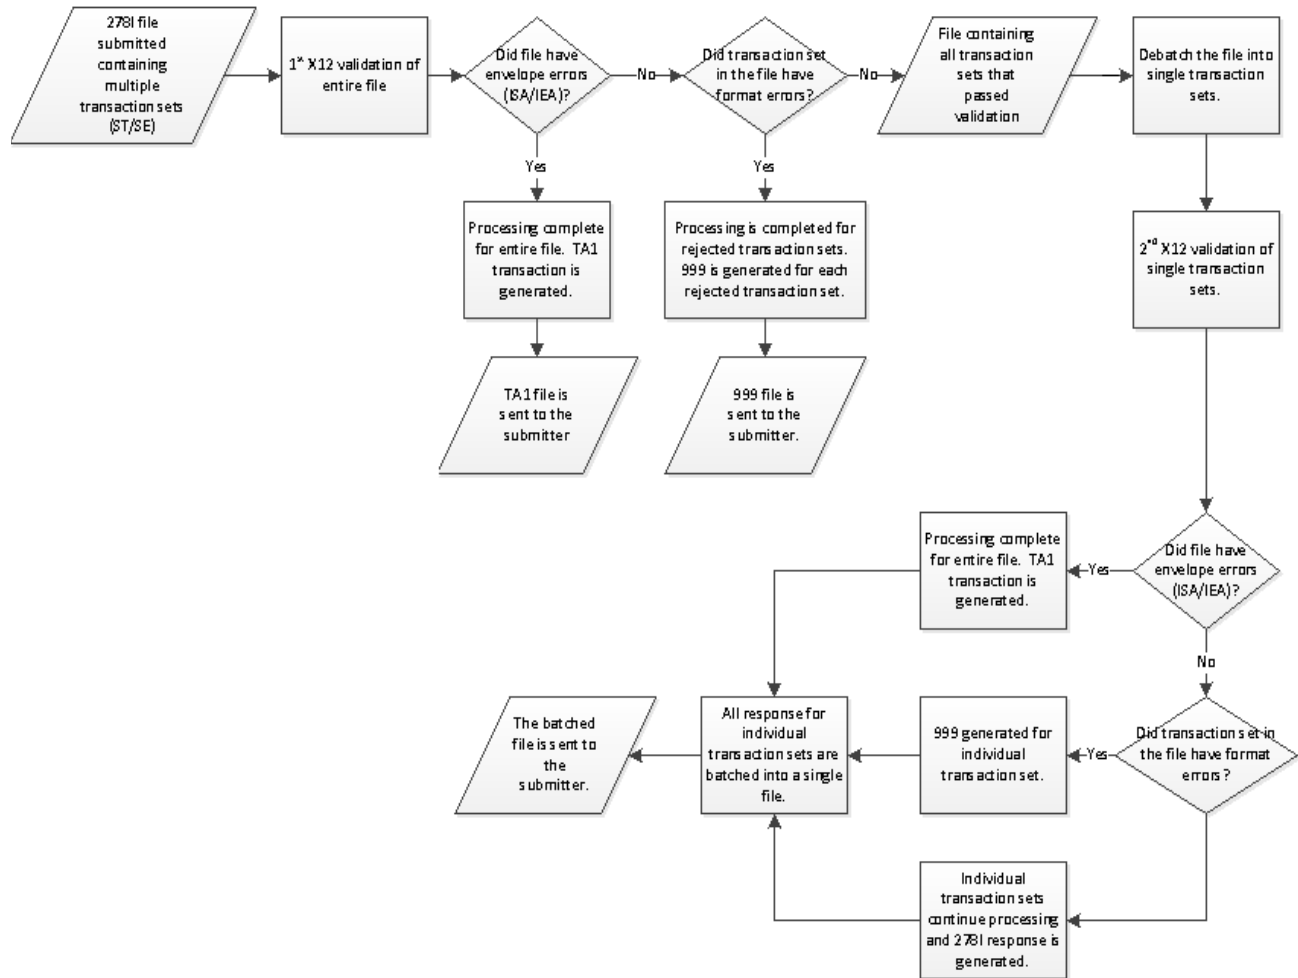 278I file
submitted
containing
multiple
transaction sets
(ST/SE)
1st X12 validation of
entire file
Did file have
envelope errors
(ISA/IEA)?
No
Did transaction set
in the file have
format errors?
No
File containing
all transaction
sets that
passed
validation
Debatch the file into
single transaction
sets.
Yes
Yes
Processing complete
for entire file. TA1
transaction is
generated.
Processing is completed for
rejected transaction sets.
999 is generated for each
rejected transaction set.
2nd X12 validation of
single transaction
sets.
TA1 file is
sent to the
submitter
999 file is
sent to the
submitter.
Processing complete
for entire file. TA1
transaction is
generated.
Yes
Did file have
envelope errors
(ISA/IEA)?
No
The batched
file is sent to
the
submitter.
All response for
individual
transaction sets are
batched into a single
file.
999 generated for
individual
transaction set.
Yes
Did transaction set in
the file have format
errors?
Individual
transaction sets
continue processing
and 278I response is
generated.